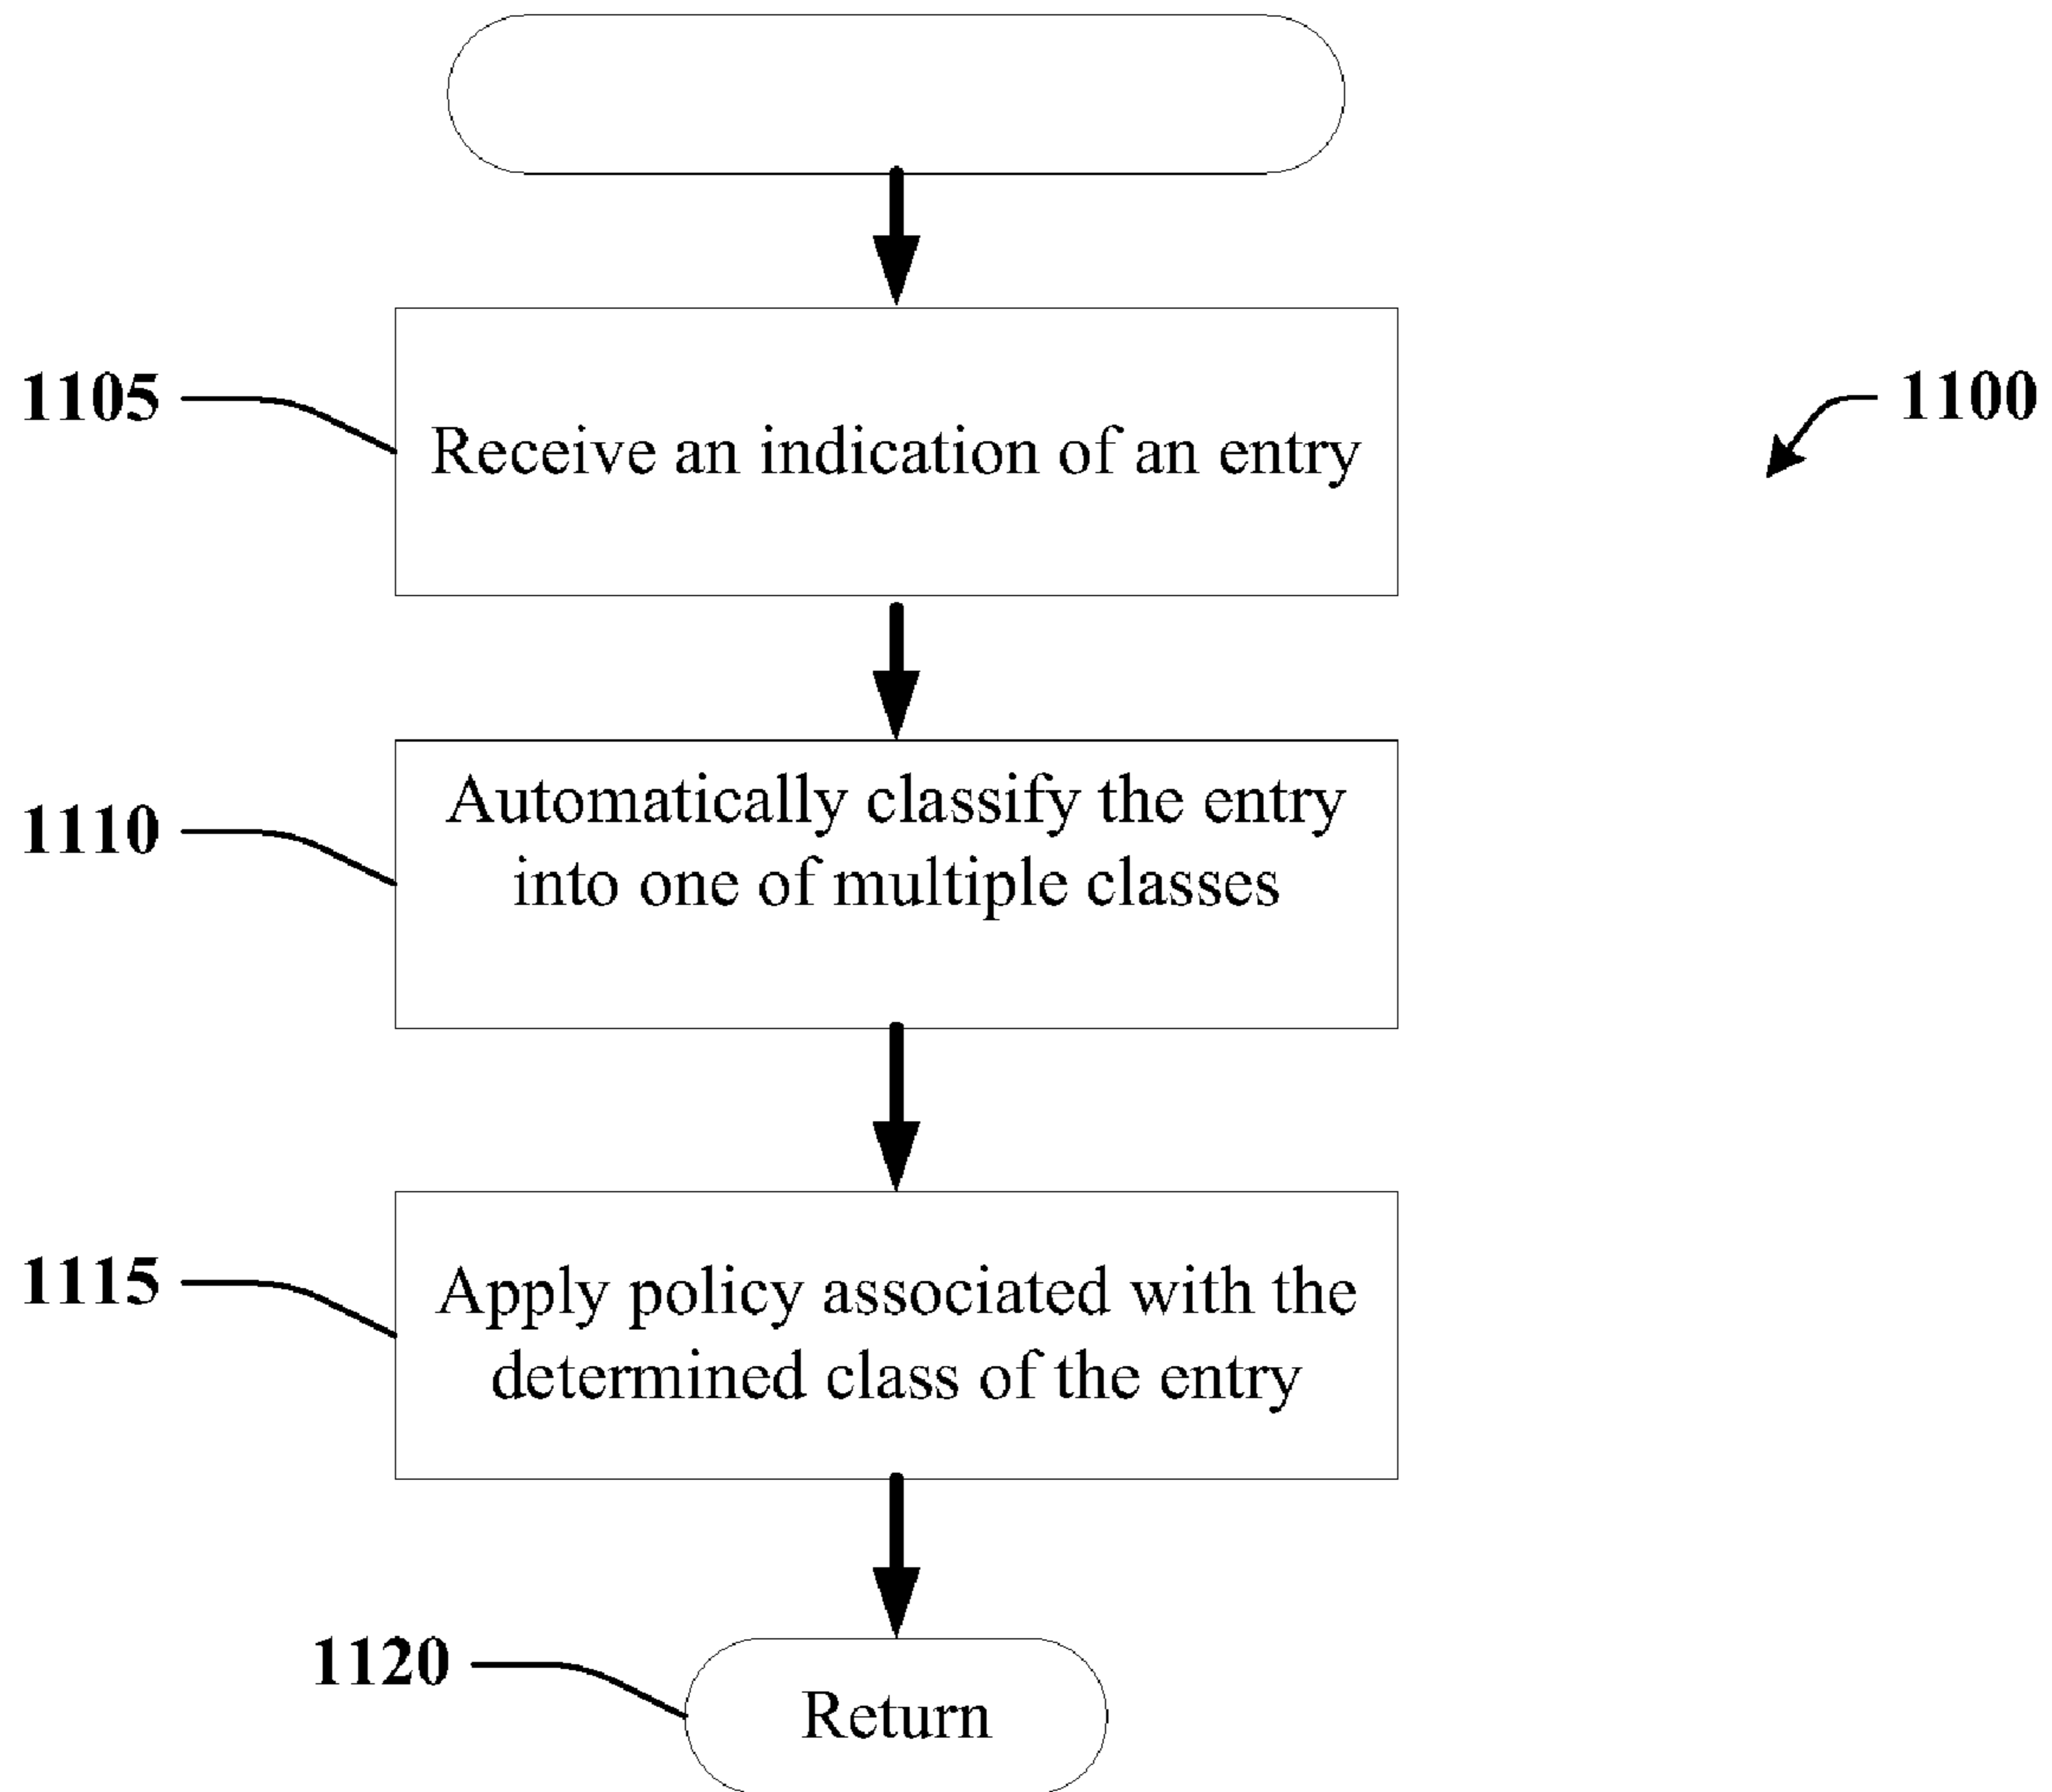 1105
Receive an indication of an entry
1100
1110
Automatically classify the entry
into one of multiple classes
1115
Apply policy associated with the
determined class of the entry
1120
Return